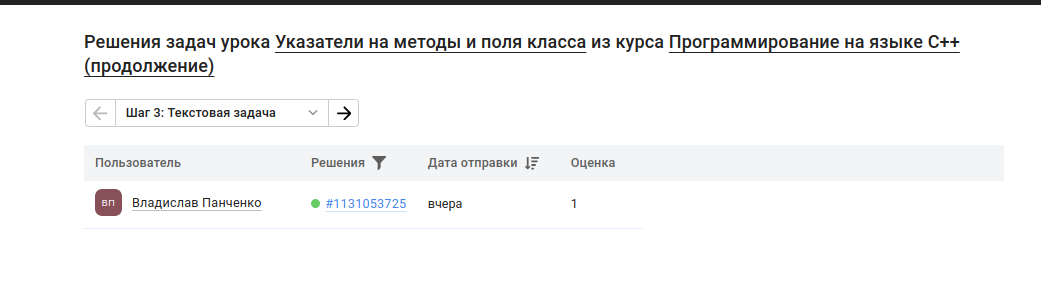 Решения задач урока Указатели на методы и поля класса из курса Программирование на языке C++
(продолжение)
Шаг 3: Текстовая задача
Пользователь Решения Дата отправки Оценка
ВП Владислав Панченко #1131053725 вчера 1